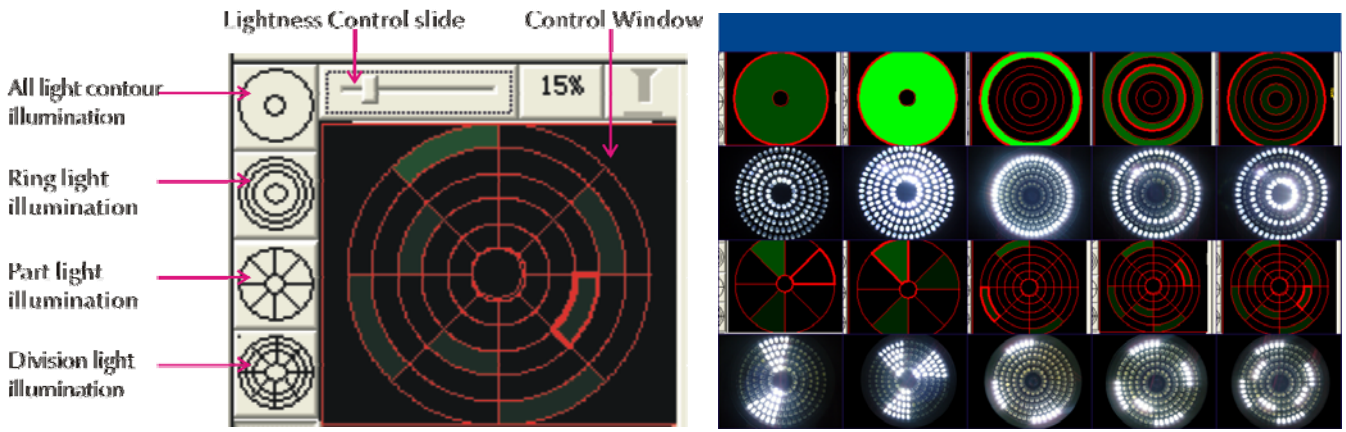 Lightness Control slide
Control Window
All light contour
illumination
15%
Ring light
illumination
Part light
illumination
Division light
illumination